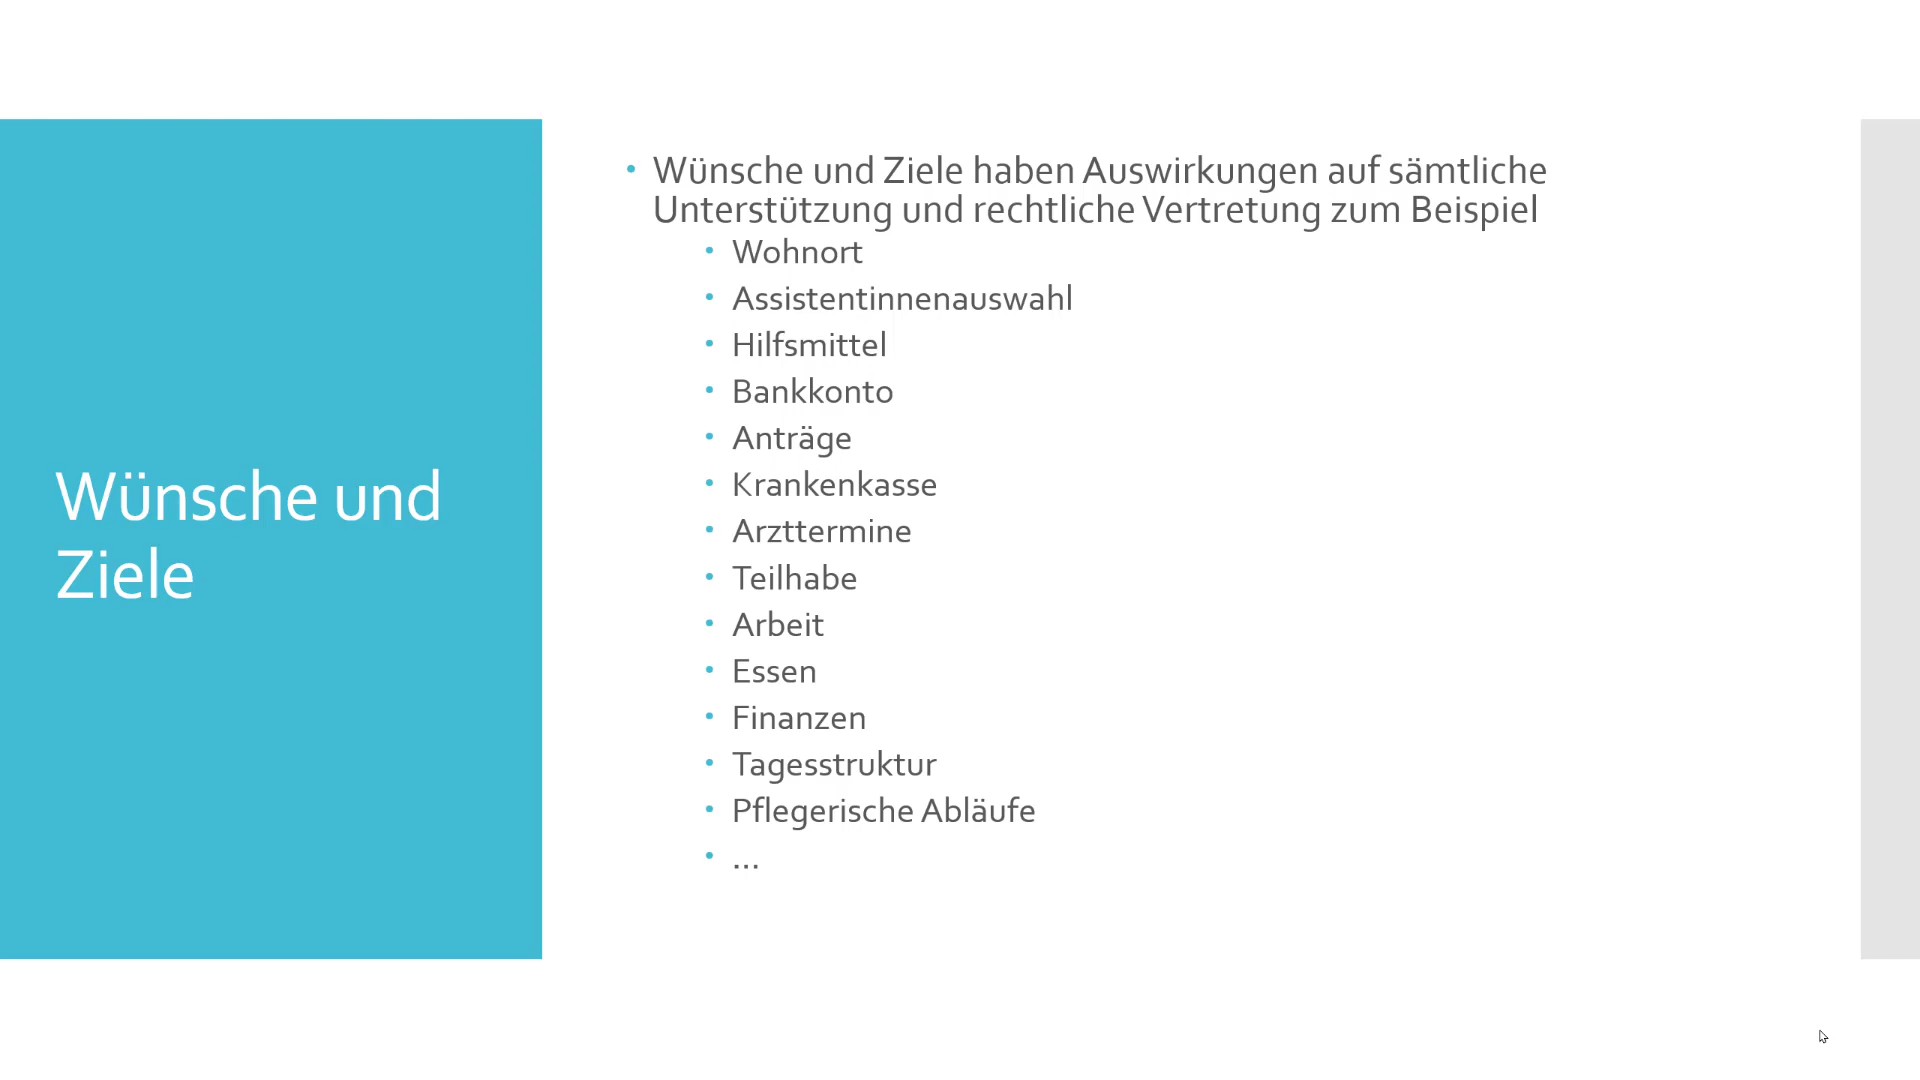 Wünsche und
Ziele
• Wünsche und Ziele haben Auswirkungen auf sämtliche
Unterstützung und rechtliche Vertretung zum Beispiel
• Wohnort
• Assistentinnenauswahl
• Hilfsmittel
• Bankkonto
• Anträge
• Krankenkasse
• Arzttermine
• Teilhabe
• Arbeit
• Essen
• Finanzen
• Tagesstruktur
• Pflegerische Abläufe
• ...